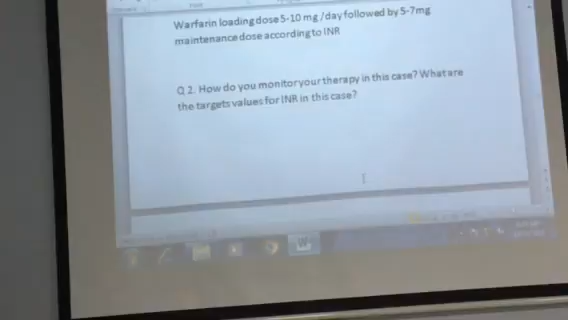 Warfarin loading dose 5-10 mg /day followed by 5-7mg
maintenance dose according to INR
Q 2. How do you monitor your therapy in this case? What are
the targets values for INR in this case?